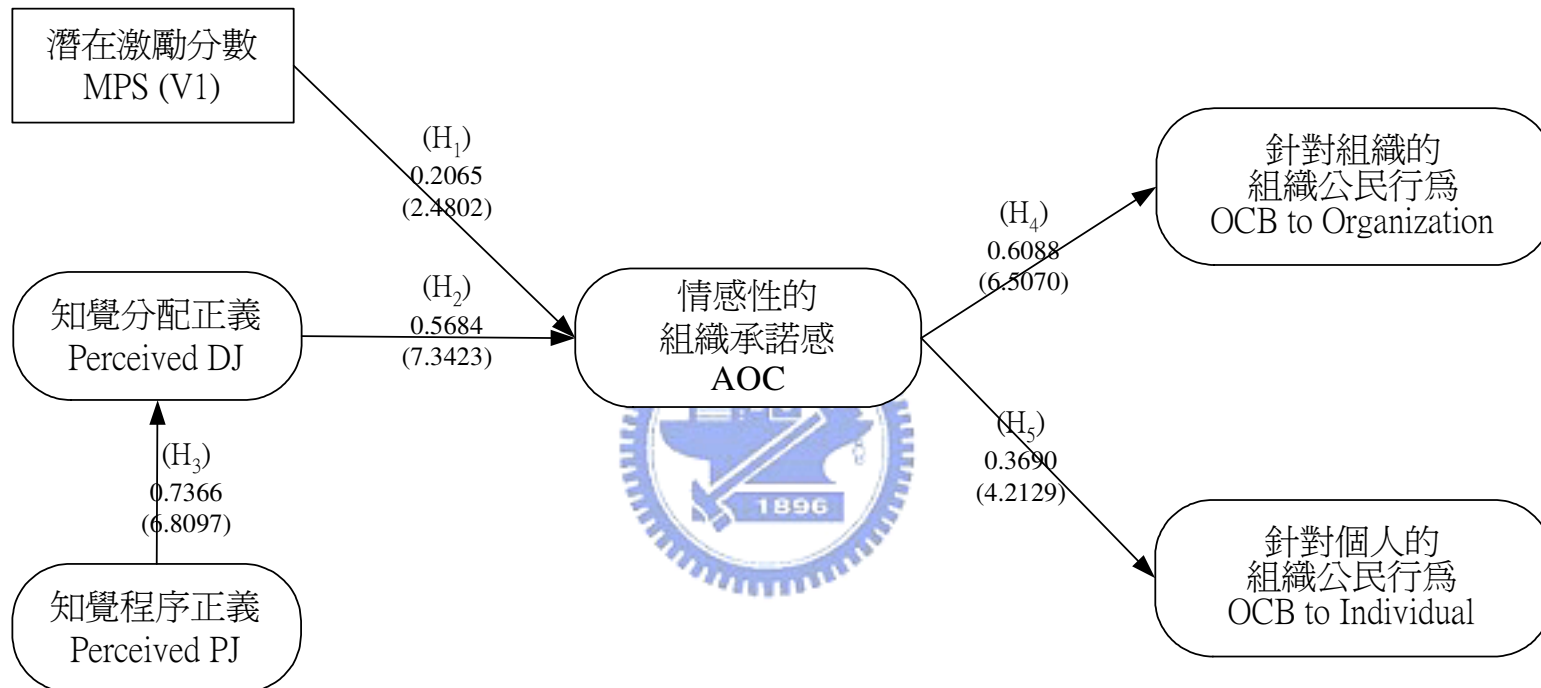 潛在激勵分數
MPS (V1)
(H₁)
0.2065
(2.4802)
知覺分配正義
Perceived DJ
(H₂)
0.5684
(7.3423)
(H₃)
0.7366
(6.8097)
知覺程序正義
Perceived PJ
情感性的
組織承諾感
AOC
1896
(H₄)
0.6088
(6.5070)
針對組織的
組織公民行為
OCB to Organization
(H₅)
0.3690
(4.2129)
針對個人的
組織公民行為
OCB to Individual